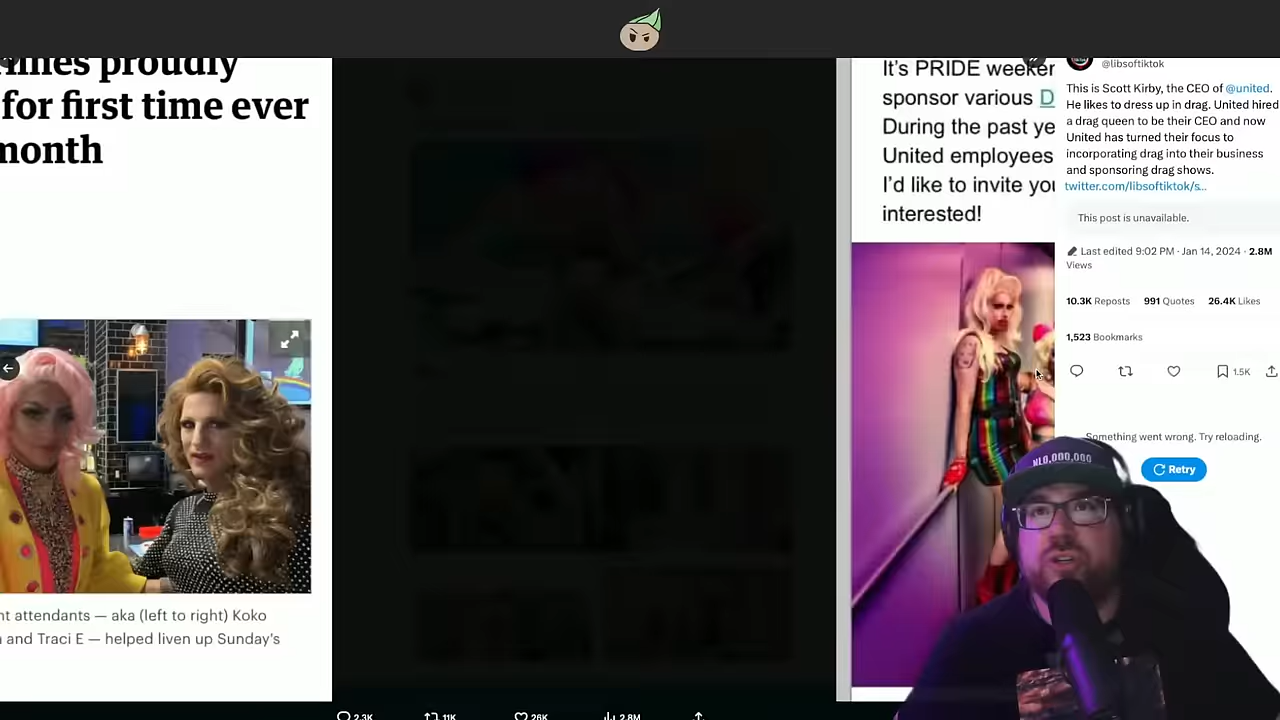 proudly
for first time ever
month
nt attendants — aka (left to right) Koko
and Traci E — helped liven up Sunday's
It's PRIDE
sponsor various D
During the past
United employees
I'd like to invite
interested!
@libsoftiktok
This is Scott Kirby, the CEO of @united.
He likes to dress up in drag. United hired
a drag queen to be their CEO and now
United has turned their focus to
incorporating drag into their business
and sponsoring drag shows.
twitter.com/libsoftiktok/s...
This post is unavailable.
Last edited 9:02 PM · Jan 14, 2024 · 2.8M
Views
10.3K Reposts 991 Quotes 26.4K Likes
1,523 Bookmarks
1.5K
Something went wrong. Try reloading.
Retry
2.3K 11K 26K 2.8M